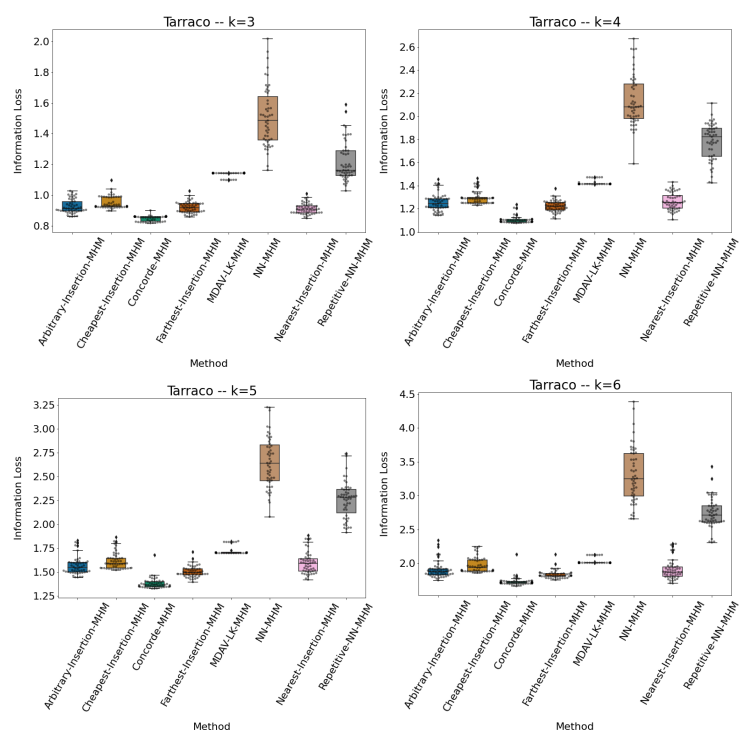 Tarraco -- k=3
Information Loss
2.0
1.8
1.6
1.4
1.2
1.0
0.8
Arbitrary-Insertion-MHM
Cheapest-Insertion-MHM
Concorde-MHM
Farthest-Insertion-MHM
MDAV-LK-MHM
NN-MHM
Nearest-Insertion-MHM
Repetitive-NN-MHM
Method
Tarraco -- k=4
Information Loss
2.6
2.4
2.2
2.0
1.8
1.6
1.4
1.2
1.0
Arbitrary-Insertion-MHM
Cheapest-Insertion-MHM
Concorde-MHM
Farthest-Insertion-MHM
MDAV-LK-MHM
NN-MHM
Nearest-Insertion-MHM
Repetitive-NN-MHM
Method
Tarraco -- k=5
Information Loss
3.25
3.00
2.75
2.50
2.25
2.00
1.75
1.50
1.25
Arbitrary-Insertion-MHM
Cheapest-Insertion-MHM
Concorde-MHM
Farthest-Insertion-MHM
MDAV-LK-MHM
NN-MHM
Nearest-Insertion-MHM
Repetitive-NN-MHM
Method
Tarraco -- k=6
Information Loss
4.5
4.0
3.5
3.0
2.5
2.0
Arbitrary-Insertion-MHM
Cheapest-Insertion-MHM
Concorde-MHM
Farthest-Insertion-MHM
MDAV-LK-MHM
NN-MHM
Nearest-Insertion-MHM
Repetitive-NN-MHM
Method